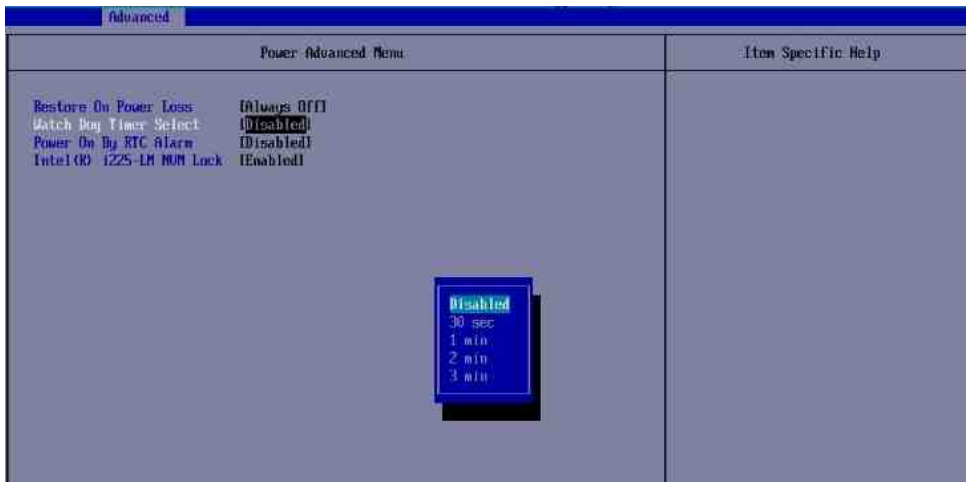 Advanced
Power Advanced Menu
Item Specific Help
Restore On Power Loss [Always Off]
Watch Dog Timer Select [Disabled]
Power On By RTC Alarm [Disabled]
Intel(R) i225-LM NVM Lock [Enabled]
Disabled
30 sec
1 min
2 min
3 min